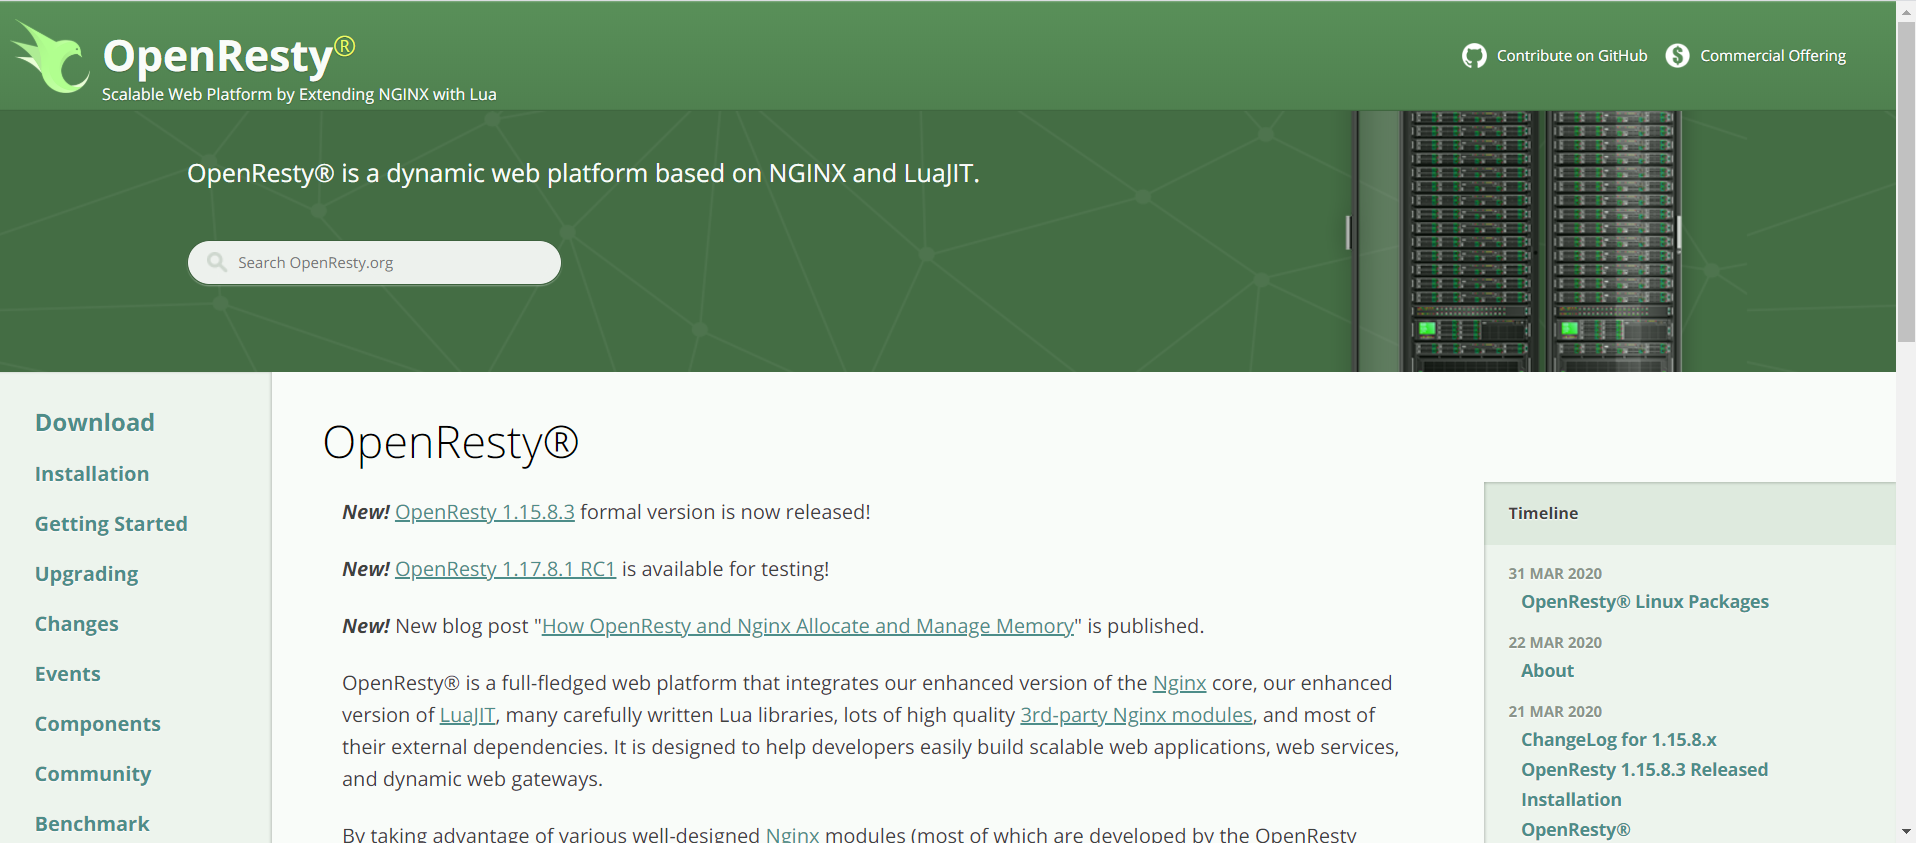 OpenResty®
Scalable Web Platform by Extending NGINX with Lua
Contribute on GitHub
Commercial Offering
OpenResty® is a dynamic web platform based on NGINX and LuaJIT.
Search OpenResty.org
Download
Installation
Getting Started
Upgrading
Changes
Events
Components
Community
Benchmark
OpenResty®
New! OpenResty 1.15.8.3 formal version is now released!
New! OpenResty 1.17.8.1 RC1 is available for testing!
New! New blog post "How OpenResty and Nginx Allocate and Manage Memory" is published.
OpenResty® is a full-fledged web platform that integrates our enhanced version of the Nginx core, our enhanced
version of LuaJIT, many carefully written Lua libraries, lots of high quality 3rd-party Nginx modules, and most of
their external dependencies. It is designed to help developers easily build scalable web applications, web services,
and dynamic web gateways.
By taking advantage of various well-designed Nginx modules (most of which are developed by the OpenResty
Timeline
31 MAR 2020
OpenResty® Linux Packages
22 MAR 2020
About
21 MAR 2020
ChangeLog for 1.15.8.x
OpenResty 1.15.8.3 Released
Installation
OpenResty®